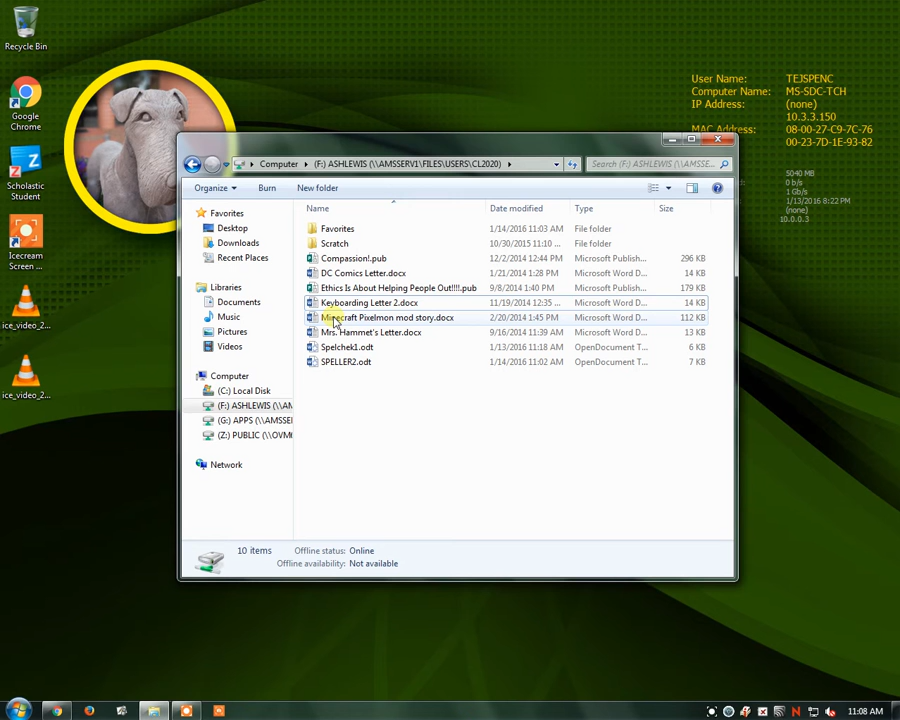 Recycle Bin
Google
Chrome
Scholastic
Student
Icecream
Screen ...
ice_video_2...
ice_video_2...
User Name: TEJSPENC
Computer Name: MS-SDC-TCH
IP Address: (none)
10.3.3.150
MAC Address: 08-00-27-C9-7C-76
00-23-7D-1E-93-82
5040 MB
0 b/s
1 Gb/s
1/13/2016 8:22 PM
(none)
10.0.0.3
Computer (F:) ASHLEWIS (\\AMSSERV1\FILES\USERS\CL2020)
Search (F:) ASHLEWIS (\\AMSSE...
Organize Burn New folder
Favorites
Desktop
Downloads
Recent Places
Libraries
Documents
Music
Pictures
Videos
Computer
(C:) Local Disk
(F:) ASHLEWIS (\\AM
(G:) APPS (\\AMSSE
(Z:) PUBLIC (\\OVM
Network
Name Date modified Type Size
Favorites 1/14/2016 11:03 AM File folder
Scratch 10/30/2015 11:10 ... File folder
Compassion!.pub 12/2/2014 12:44 PM Microsoft Publish... 296 KB
DC Comics Letter.docx 1/21/2014 1:28 PM Microsoft Word D... 14 KB
Ethics Is About Helping People Out!!!!.pub 9/8/2014 1:40 PM Microsoft Publish... 179 KB
Keyboarding Letter 2.docx 11/19/2014 12:35 ... Microsoft Word D... 14 KB
Minecraft Pixelmon mod story.docx 2/20/2014 1:45 PM Microsoft Word D... 112 KB
Mrs. Hammet's Letter.docx 9/16/2014 11:39 AM Microsoft Word D... 13 KB
Spelchek1.odt 1/13/2016 11:18 AM OpenDocument T... 6 KB
SPELLER2.odt 1/14/2016 11:02 AM OpenDocument T... 7 KB
10 items Offline status: Online
Offline availability: Not available
11:08 AM